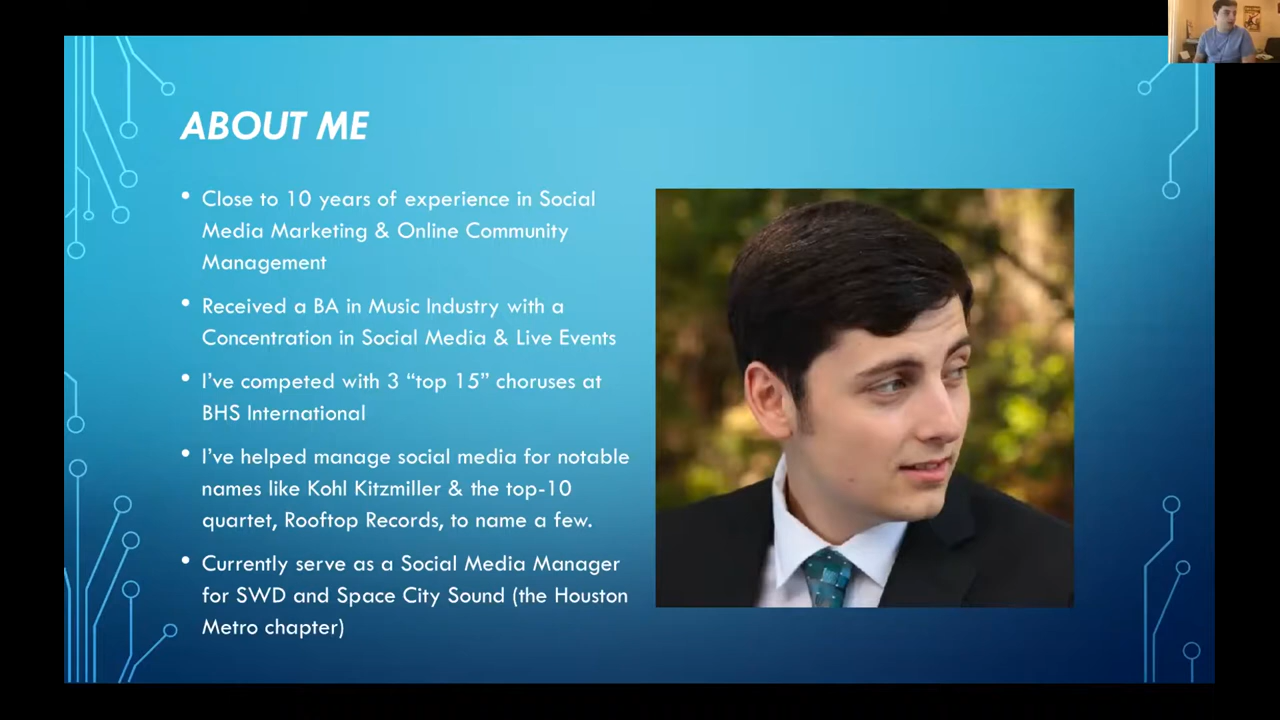 ABOUT ME
• Close to 10 years of experience in Social
Media Marketing & Online Community
Management
• Received a BA in Music Industry with a
Concentration in Social Media & Live Events
• I've competed with 3 “top 15” choruses at
BHS International
• I've helped manage social media for notable
names like Kohl Kitzmiller & the top-10
quartet, Rooftop Records, to name a few.
• Currently serve as a Social Media Manager
for SWD and Space City Sound (the Houston
Metro chapter)